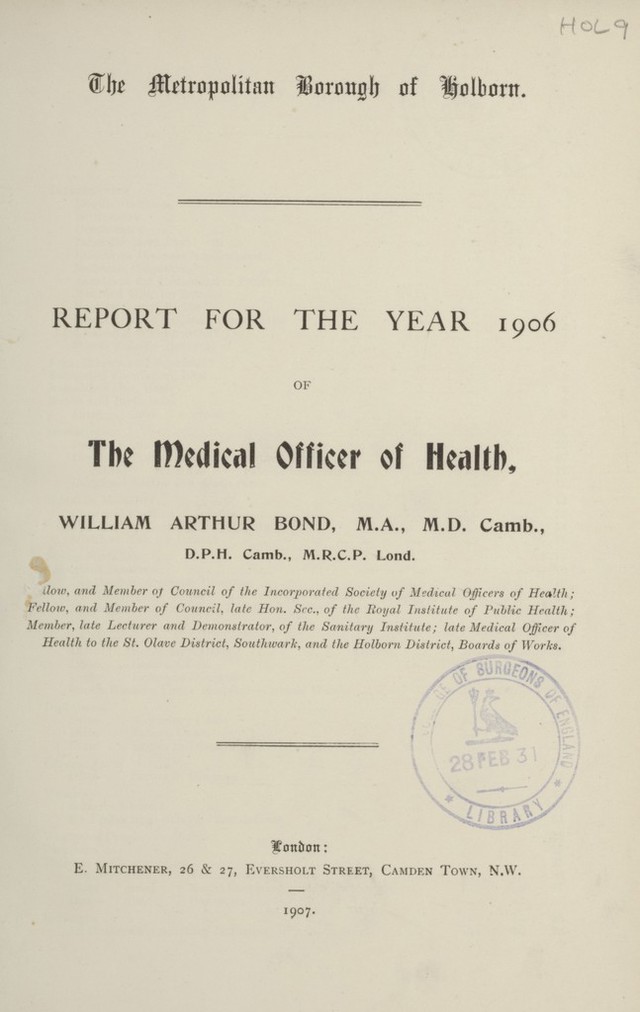 HOL 9
The Metropolitan Borough of Holborn.
REPORT FOR THE YEAR 1906
OF
The Medical Officer of Health,
WILLIAM ARTHUR BOND, M.A., M.D. Camb.,
D.P.H. Camb., M.R.C.P. Lond.
llow, and Member of Council of the Incorporated Society of Medical Officers of Health;
Fellow, and Member of Council, late Hon. Sec., of the Royal Institute of Public Health;
Member, late Lecturer and Demonstrator, of the Sanitary Institute; late Medical Officer of
Health to the St. Olave District, Southwark, and the Holborn District, Boards of Works.
OF SURGEONS OF ENGLAND
28 FEB 31
* LIBRARY *
London:
E. MITCHENER, 26 & 27, EVERSHOLT STREET, CAMDEN TOWN, N.W.
1907.